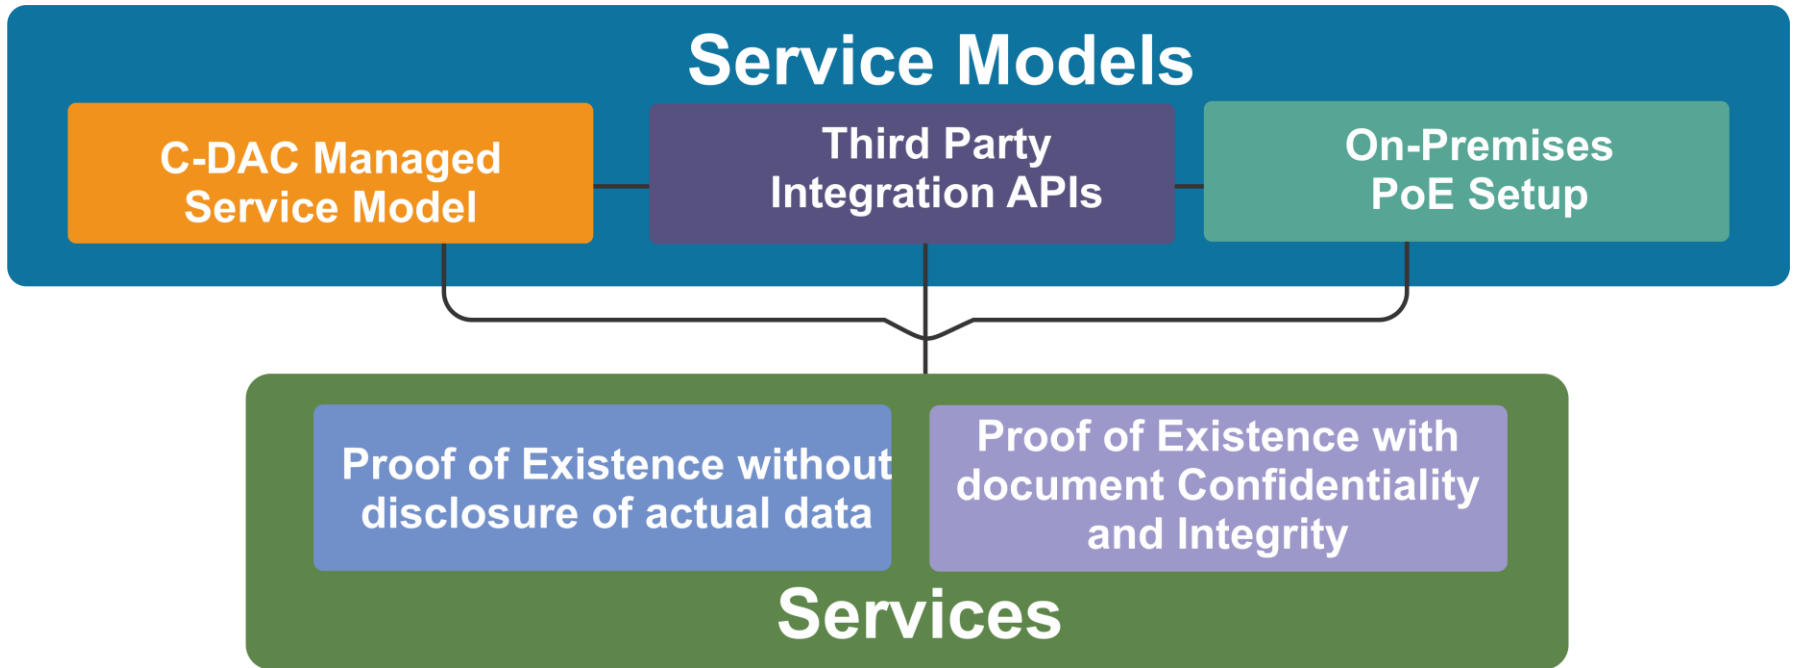 Service Models
C-DAC Managed
Service Model
Third Party
Integration APIs
On-Premises
PoE Setup
Proof of Existence without
disclosure of actual data
Proof of Existence with
document Confidentiality
and Integrity
Services